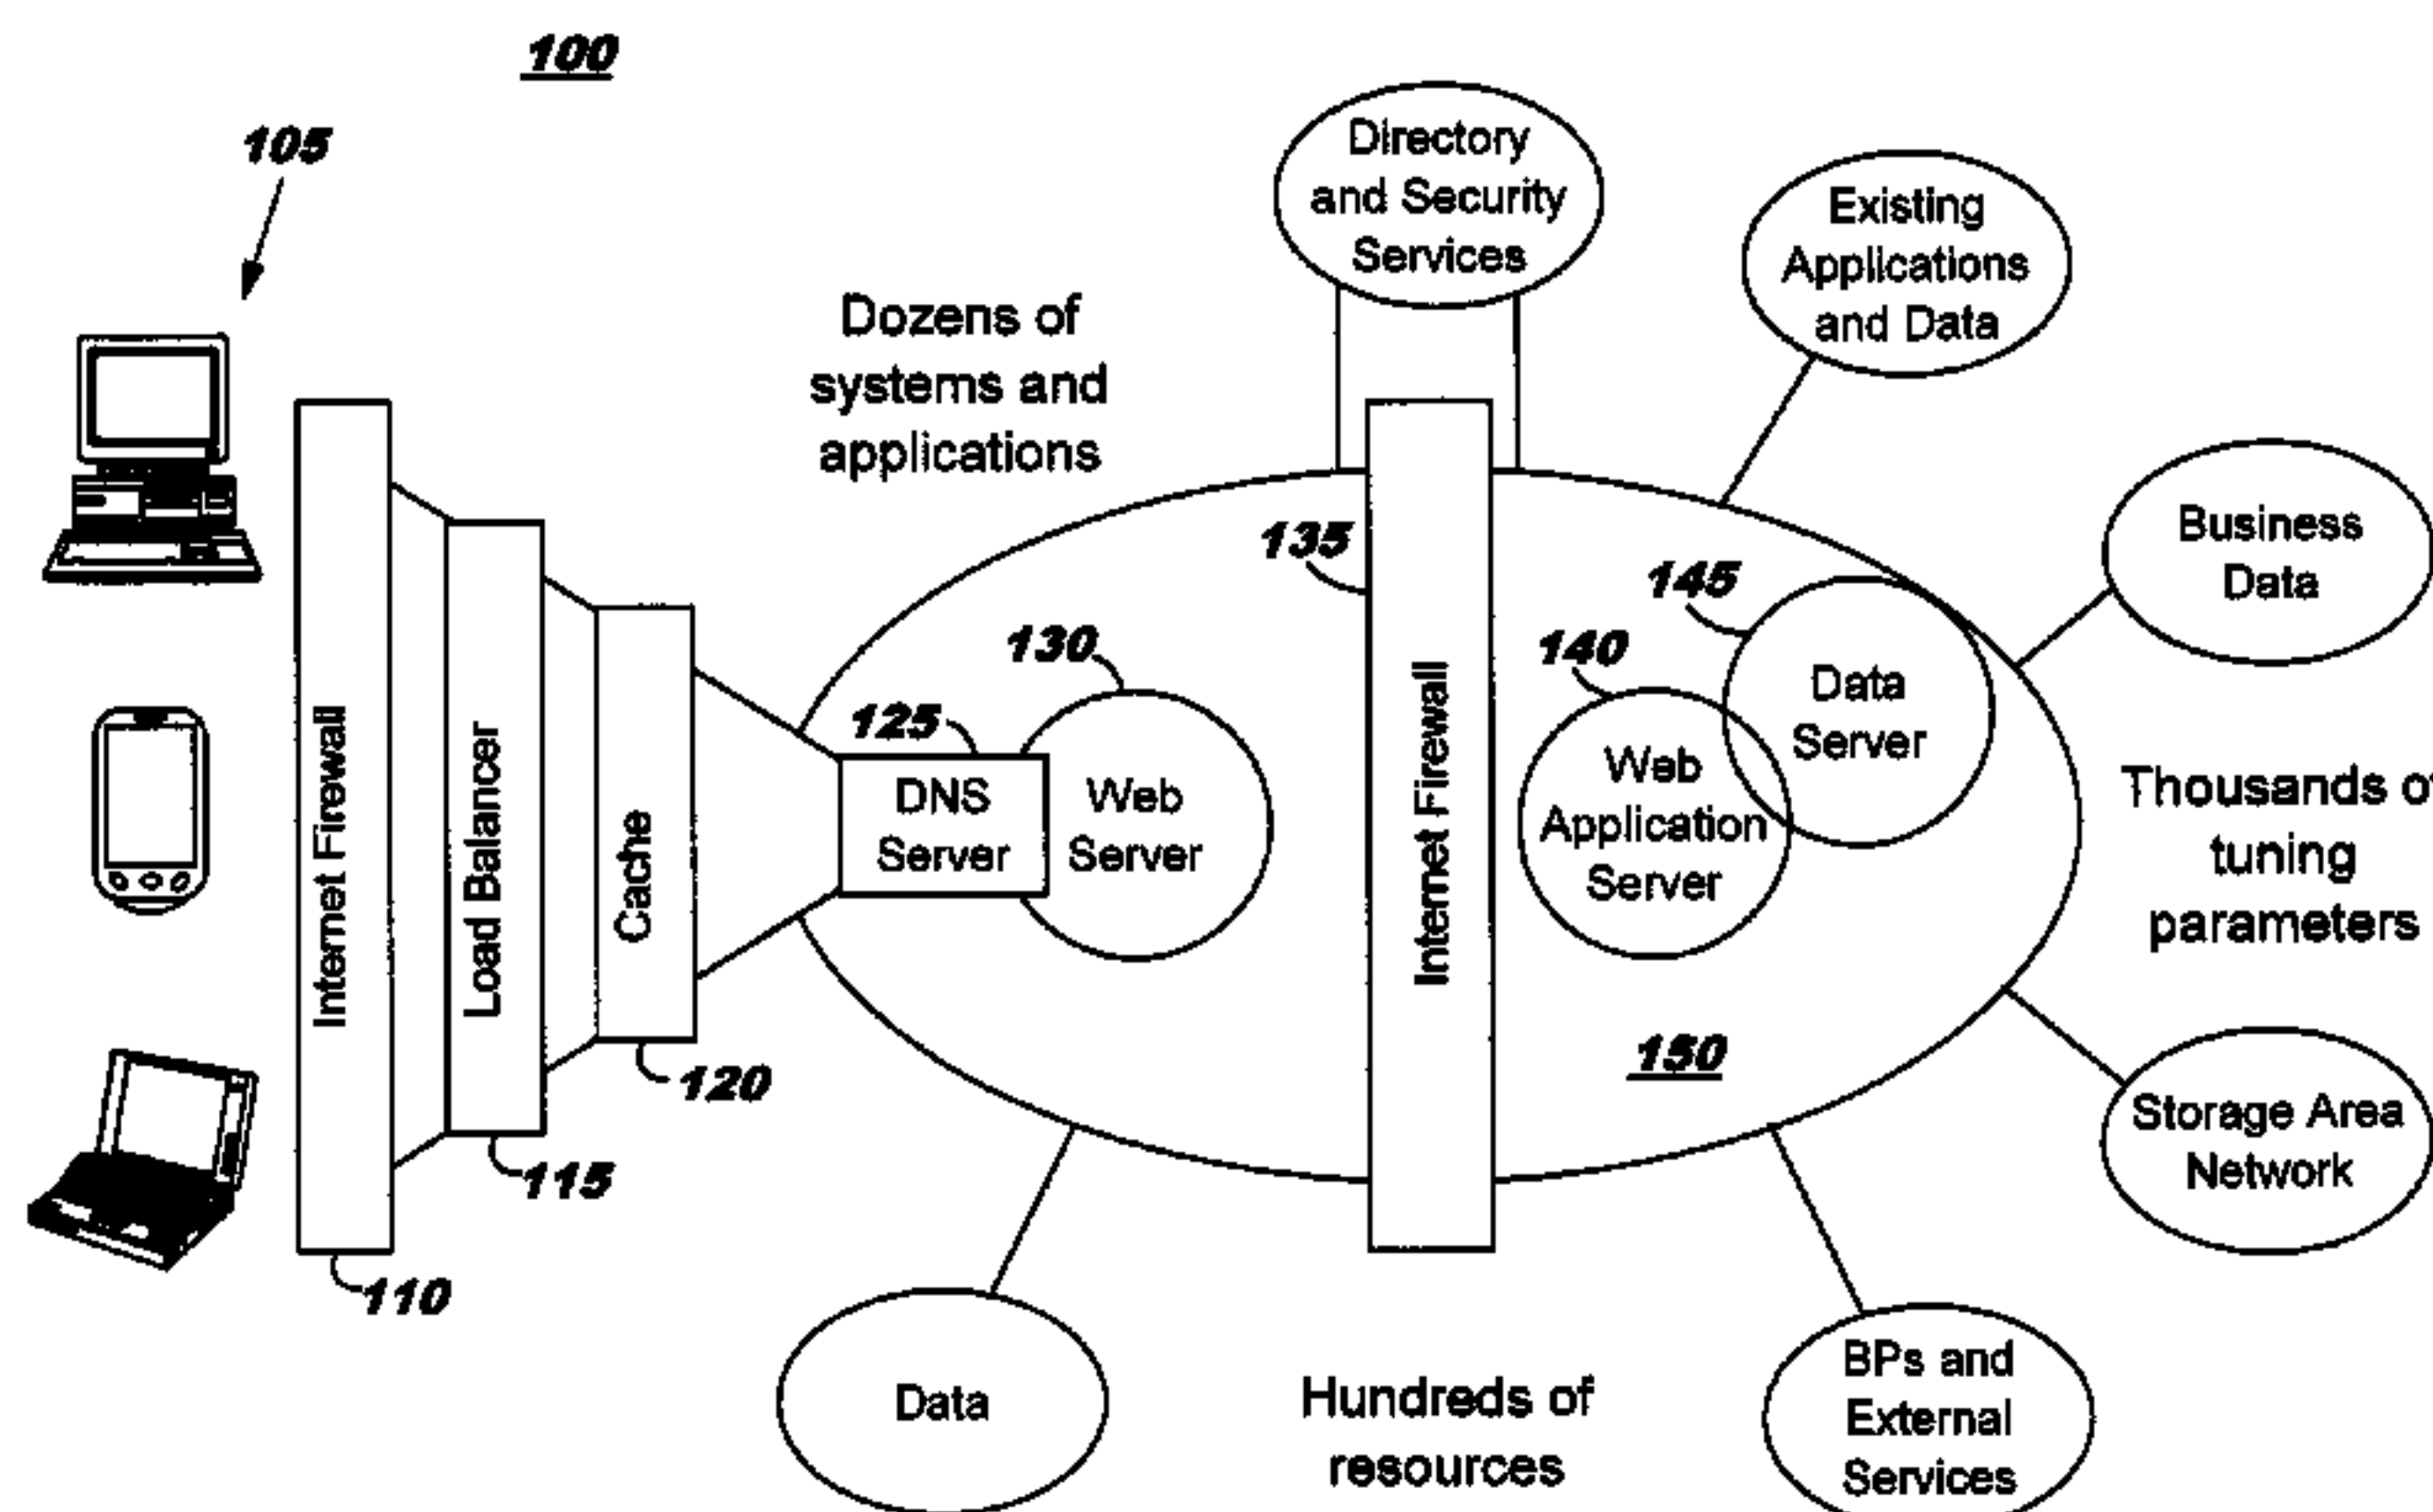 100
105
Directory
and Security
Services
Existing
Applications
and Data
Dozens of
systems and
applications
Business
Data
135
145
130
140
125
Data
Server
Internet Firewall
Load Balancer
Cache
DNS
Server
Web
Server
Internet Firewall
Web
Application
Server
Thousands of
tuning
parameters
150
120
115
110
Storage Area
Network
Data
Hundreds of
resources
BPs and
External
Services